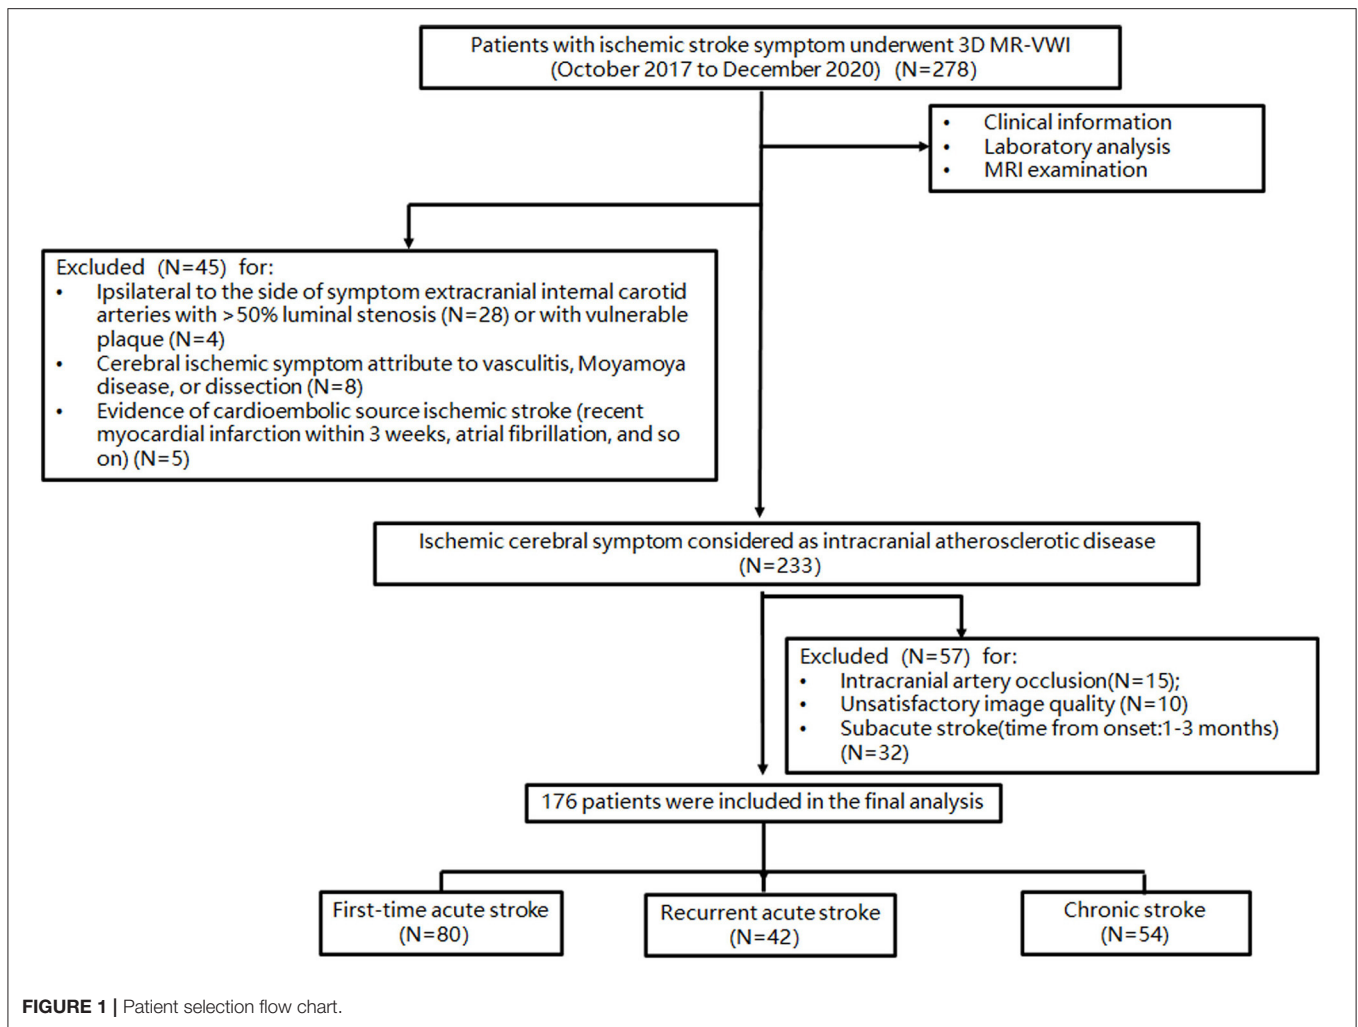 Patients with ischemic stroke symptom underwent 3D MR-VWI
(October 2017 to December 2020) (N=278)
• Clinical information
• Laboratory analysis
• MRI examination
Excluded (N=45) for:
• Ipsilateral to the side of symptom extracranial internal carotid
arteries with >50% luminal stenosis (N=28) or with vulnerable
plaque (N=4)
• Cerebral ischemic symptom attribute to vasculitis, Moyamoya
disease, or dissection (N=8)
• Evidence of cardioembolic source ischemic stroke (recent
myocardial infarction within 3 weeks, atrial fibrillation, and so
on) (N=5)
Ischemic cerebral symptom considered as intracranial atherosclerotic disease
(N=233)
Excluded (N=57) for:
• Intracranial artery occlusion(N=15);
• Unsatisfactory image quality (N=10)
• Subacute stroke(time from onset:1-3 months)
(N=32)
176 patients were included in the final analysis
First-time acute stroke
(N=80)
Recurrent acute stroke
(N=42)
Chronic stroke
(N=54)
FIGURE 1 | Patient selection flow chart.